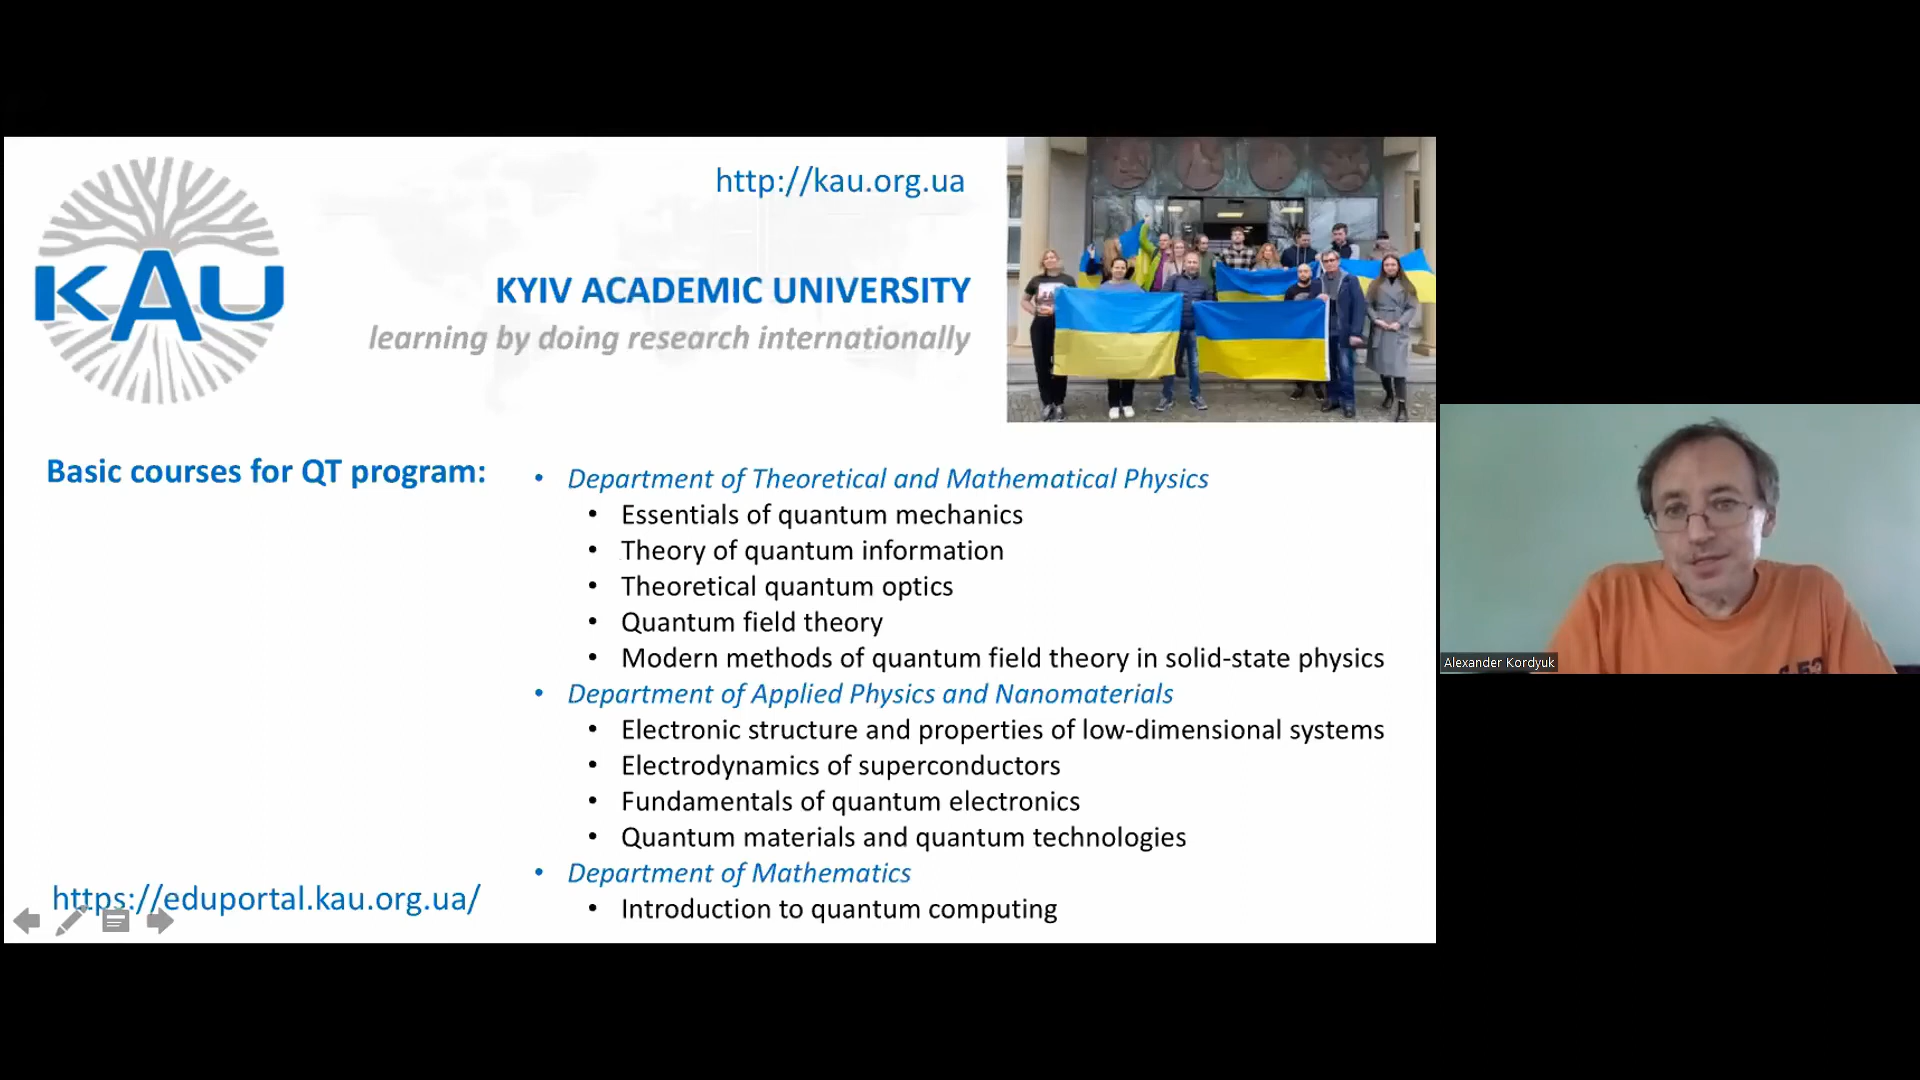 KAU
http://kau.org.ua
KYIV ACADEMIC UNIVERSITY
learning by doing research internationally
Basic courses for QT program:
• Department of Theoretical and Mathematical Physics
• Essentials of quantum mechanics
• Theory of quantum information
• Theoretical quantum optics
• Quantum field theory
• Modern methods of quantum field theory in solid-state physics
• Department of Applied Physics and Nanomaterials
• Electronic structure and properties of low-dimensional systems
• Electrodynamics of superconductors
• Fundamentals of quantum electronics
• Quantum materials and quantum technologies
• Department of Mathematics
• Introduction to quantum computing
https://eduportal.kau.org.ua/
Alexander Kordyuk